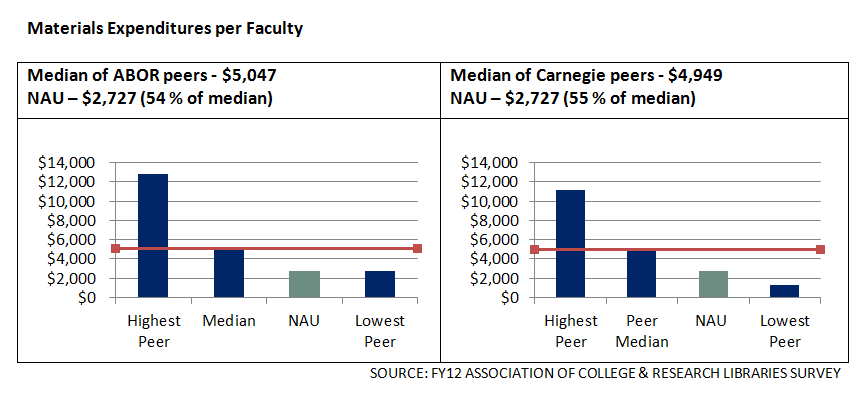 Materials Expenditures per Faculty
Median of ABOR peers - $5,047
NAU – $2,727 (54 % of median)
Median of Carnegie peers - $4,949
NAU – $2,727 (55 % of median)
$14,000
$12,000
$10,000
$8,000
$6,000
$4,000
$2,000
$0
Highest Peer
Median
NAU
Lowest Peer
$14,000
$12,000
$10,000
$8,000
$6,000
$4,000
$2,000
$0
Highest Peer
Peer Median
NAU
Lowest Peer
SOURCE: FY12 ASSOCIATION OF COLLEGE & RESEARCH LIBRARIES SURVEY